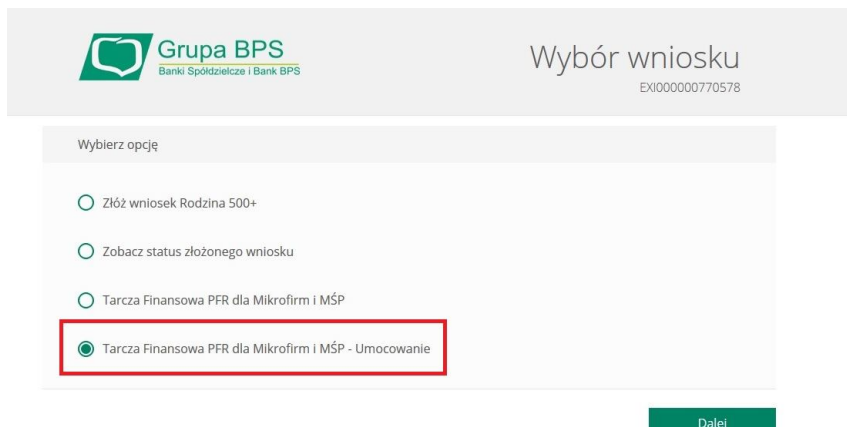 Grupa BPS
Banki Spółdzielcze i Bank BPS
Wybór wniosku
EXI000000770578
Wybierz opcję
Złóż wniosek Rodzina 500+
Zobacz status złożonego wniosku
Tarcza Finansowa PFR dla Mikrofirm i MŚP
Tarcza Finansowa PFR dla Mikrofirm i MŚP - Umocowanie
Dalej